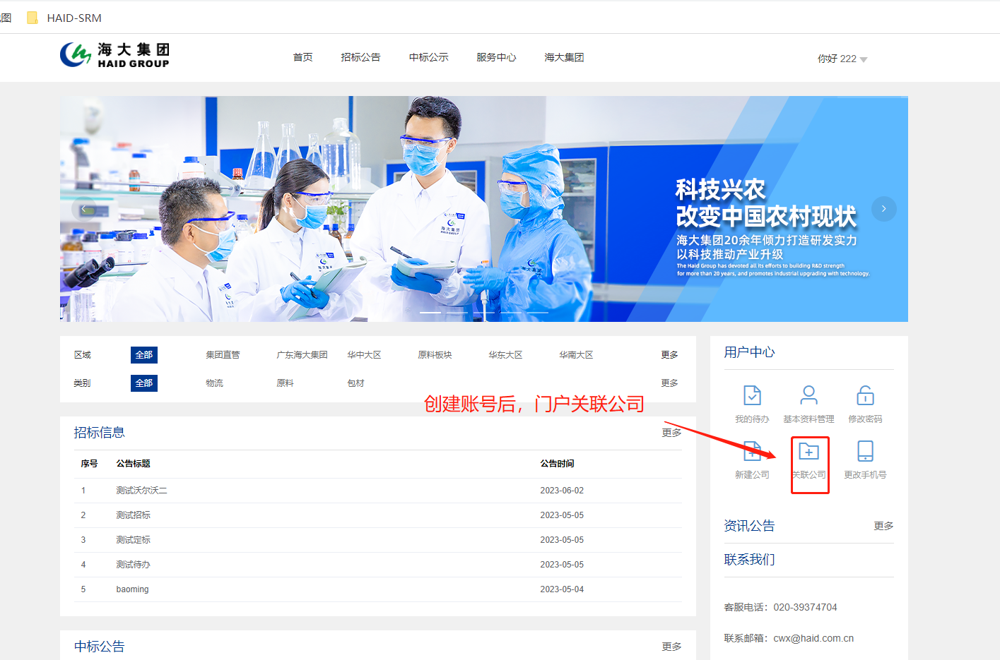 图 HAID-SRM
海大集团
HAID GROUP
首页 招标公告 中标公示 服务中心 海大集团 你好 222
科技兴农
改变中国农村现状
海大集团20余年倾力打造研发实力
以科技推动产业升级
The Haid Group has devoted all its efforts to building R&D strength
for more than 20 years, and promotes industrial upgrading with technology.
海大集团
海大集团
区域 全部 集团直管 广东海大集团 华中大区 原料板块 华东大区 华南大区 更多
类别 全部 物流 原料 包材 更多
创建账号后，门户关联公司
招标信息 更多
序号 公告标题 公告时间
1 测试沃尔沃二 2023-06-02
2 测试招标 2023-05-05
3 测试定标 2023-05-05
4 测试待办 2023-05-05
5 baoming 2023-05-04
中标公告 更多
用户中心
我的待办 基本资料管理 修改密码
新建公司 关联公司 更改手机号
资讯公告 更多
联系我们
客服电话：020-39374704
联系邮箱：cwx@haid.com.cn